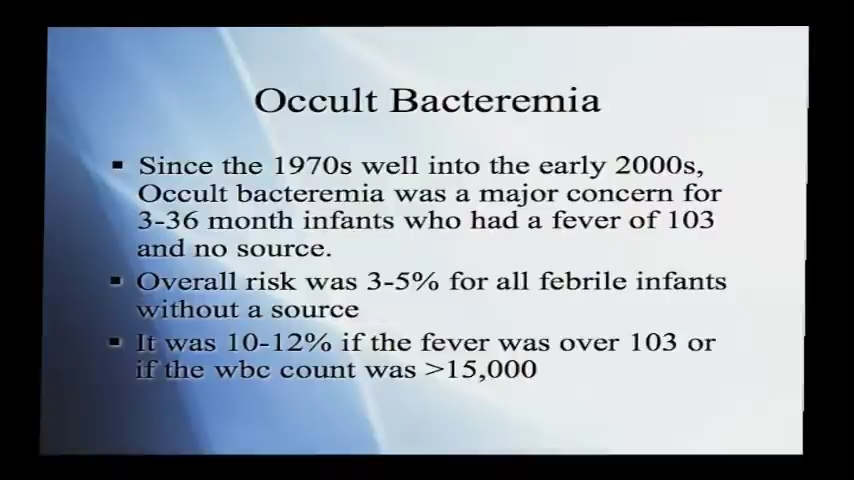 Occult Bacteremia
▪ Since the 1970s well into the early 2000s,
Occult bacteremia was a major concern for
3-36 month infants who had a fever of 103
and no source.
▪ Overall risk was 3-5% for all febrile infants
without a source
▪ It was 10-12% if the fever was over 103 or
if the wbc count was >15,000